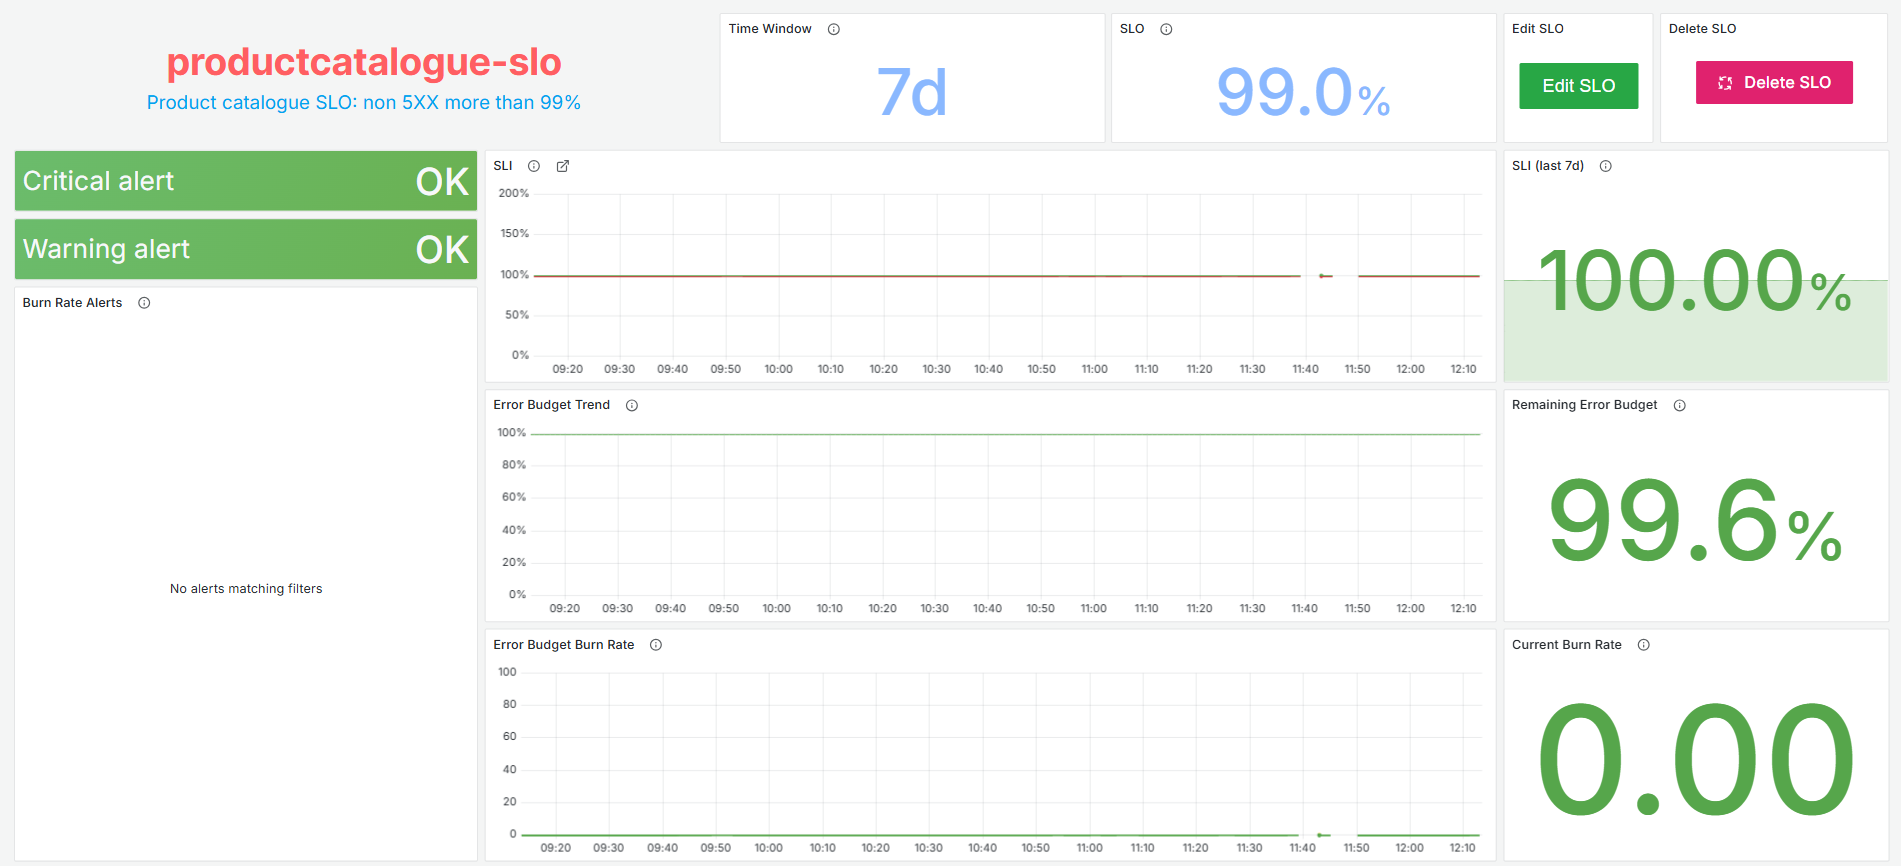 productcatalogue-slo
Product catalogue SLO: non 5XX more than 99%
Time Window
7d
SLO
99.0%
Edit SLO
Edit SLO
Delete SLO
Delete SLO
Critical alert OK
Warning alert OK
Burn Rate Alerts
No alerts matching filters
SLI
200%
150%
100%
50%
0%
09:20 09:30 09:40 09:50 10:00 10:10 10:20 10:30 10:40 10:50 11:00 11:10 11:20 11:30 11:40 11:50 12:00 12:10
SLI (last 7d)
100.00%
Error Budget Trend
100%
80%
60%
40%
20%
0%
09:20 09:30 09:40 09:50 10:00 10:10 10:20 10:30 10:40 10:50 11:00 11:10 11:20 11:30 11:40 11:50 12:00 12:10
Remaining Error Budget
99.6%
Error Budget Burn Rate
100
80
60
40
20
0
09:20 09:30 09:40 09:50 10:00 10:10 10:20 10:30 10:40 10:50 11:00 11:10 11:20 11:30 11:40 11:50 12:00 12:10
Current Burn Rate
0.00